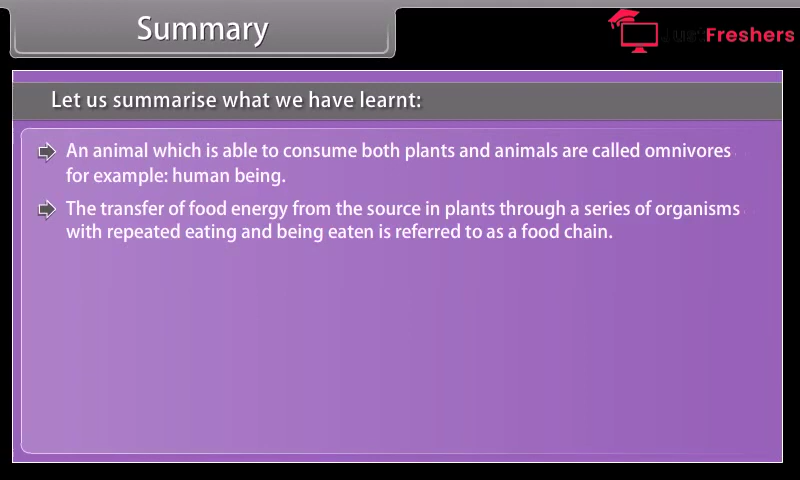 Summary
JustFreshers
Let us summarise what we have learnt:
An animal which is able to consume both plants and animals are called omnivores
for example: human being.
The transfer of food energy from the source in plants through a series of organisms
with repeated eating and being eaten is referred to as a food chain.